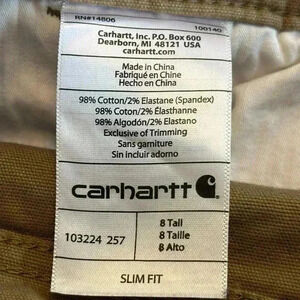 RN#14806 100140
Carhartt, Inc. P.O. Box 600
Dearborn, MI 48121 USA
carhartt.com
Made in China
Fabriqué en Chine
Hecho en China
98% Cotton/2% Elastane (Spandex)
98% Coton/2% Élasthanne
98% Algodón/2% Elastano
Exclusive of Trimming
Sans garniture
Sin incluir adorno
carhartt
103224 257
8 Tall
8 Taille
8 Alto
SLIM FIT